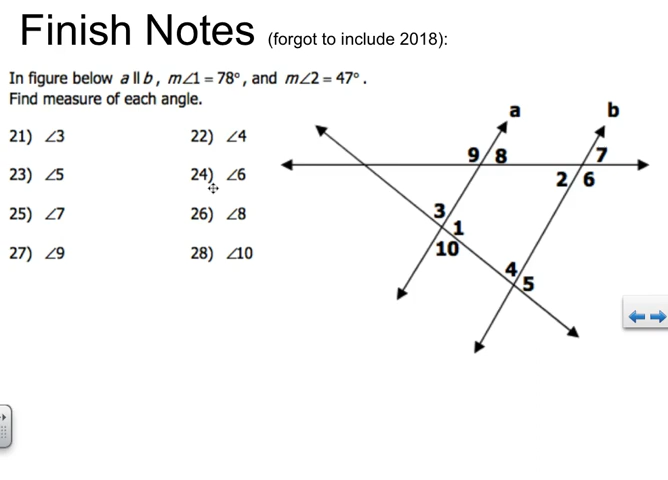 Finish Notes (forgot to include 2018):
In figure below a ll b, m∠1 = 78°, and m∠2 = 47°.
Find measure of each angle.
21) ∠3 22) ∠4
23) ∠5 24) ∠6
25) ∠7 26) ∠8
27) ∠9 28) ∠10
a b
9 8 7
2 6
3
1
10
4
5